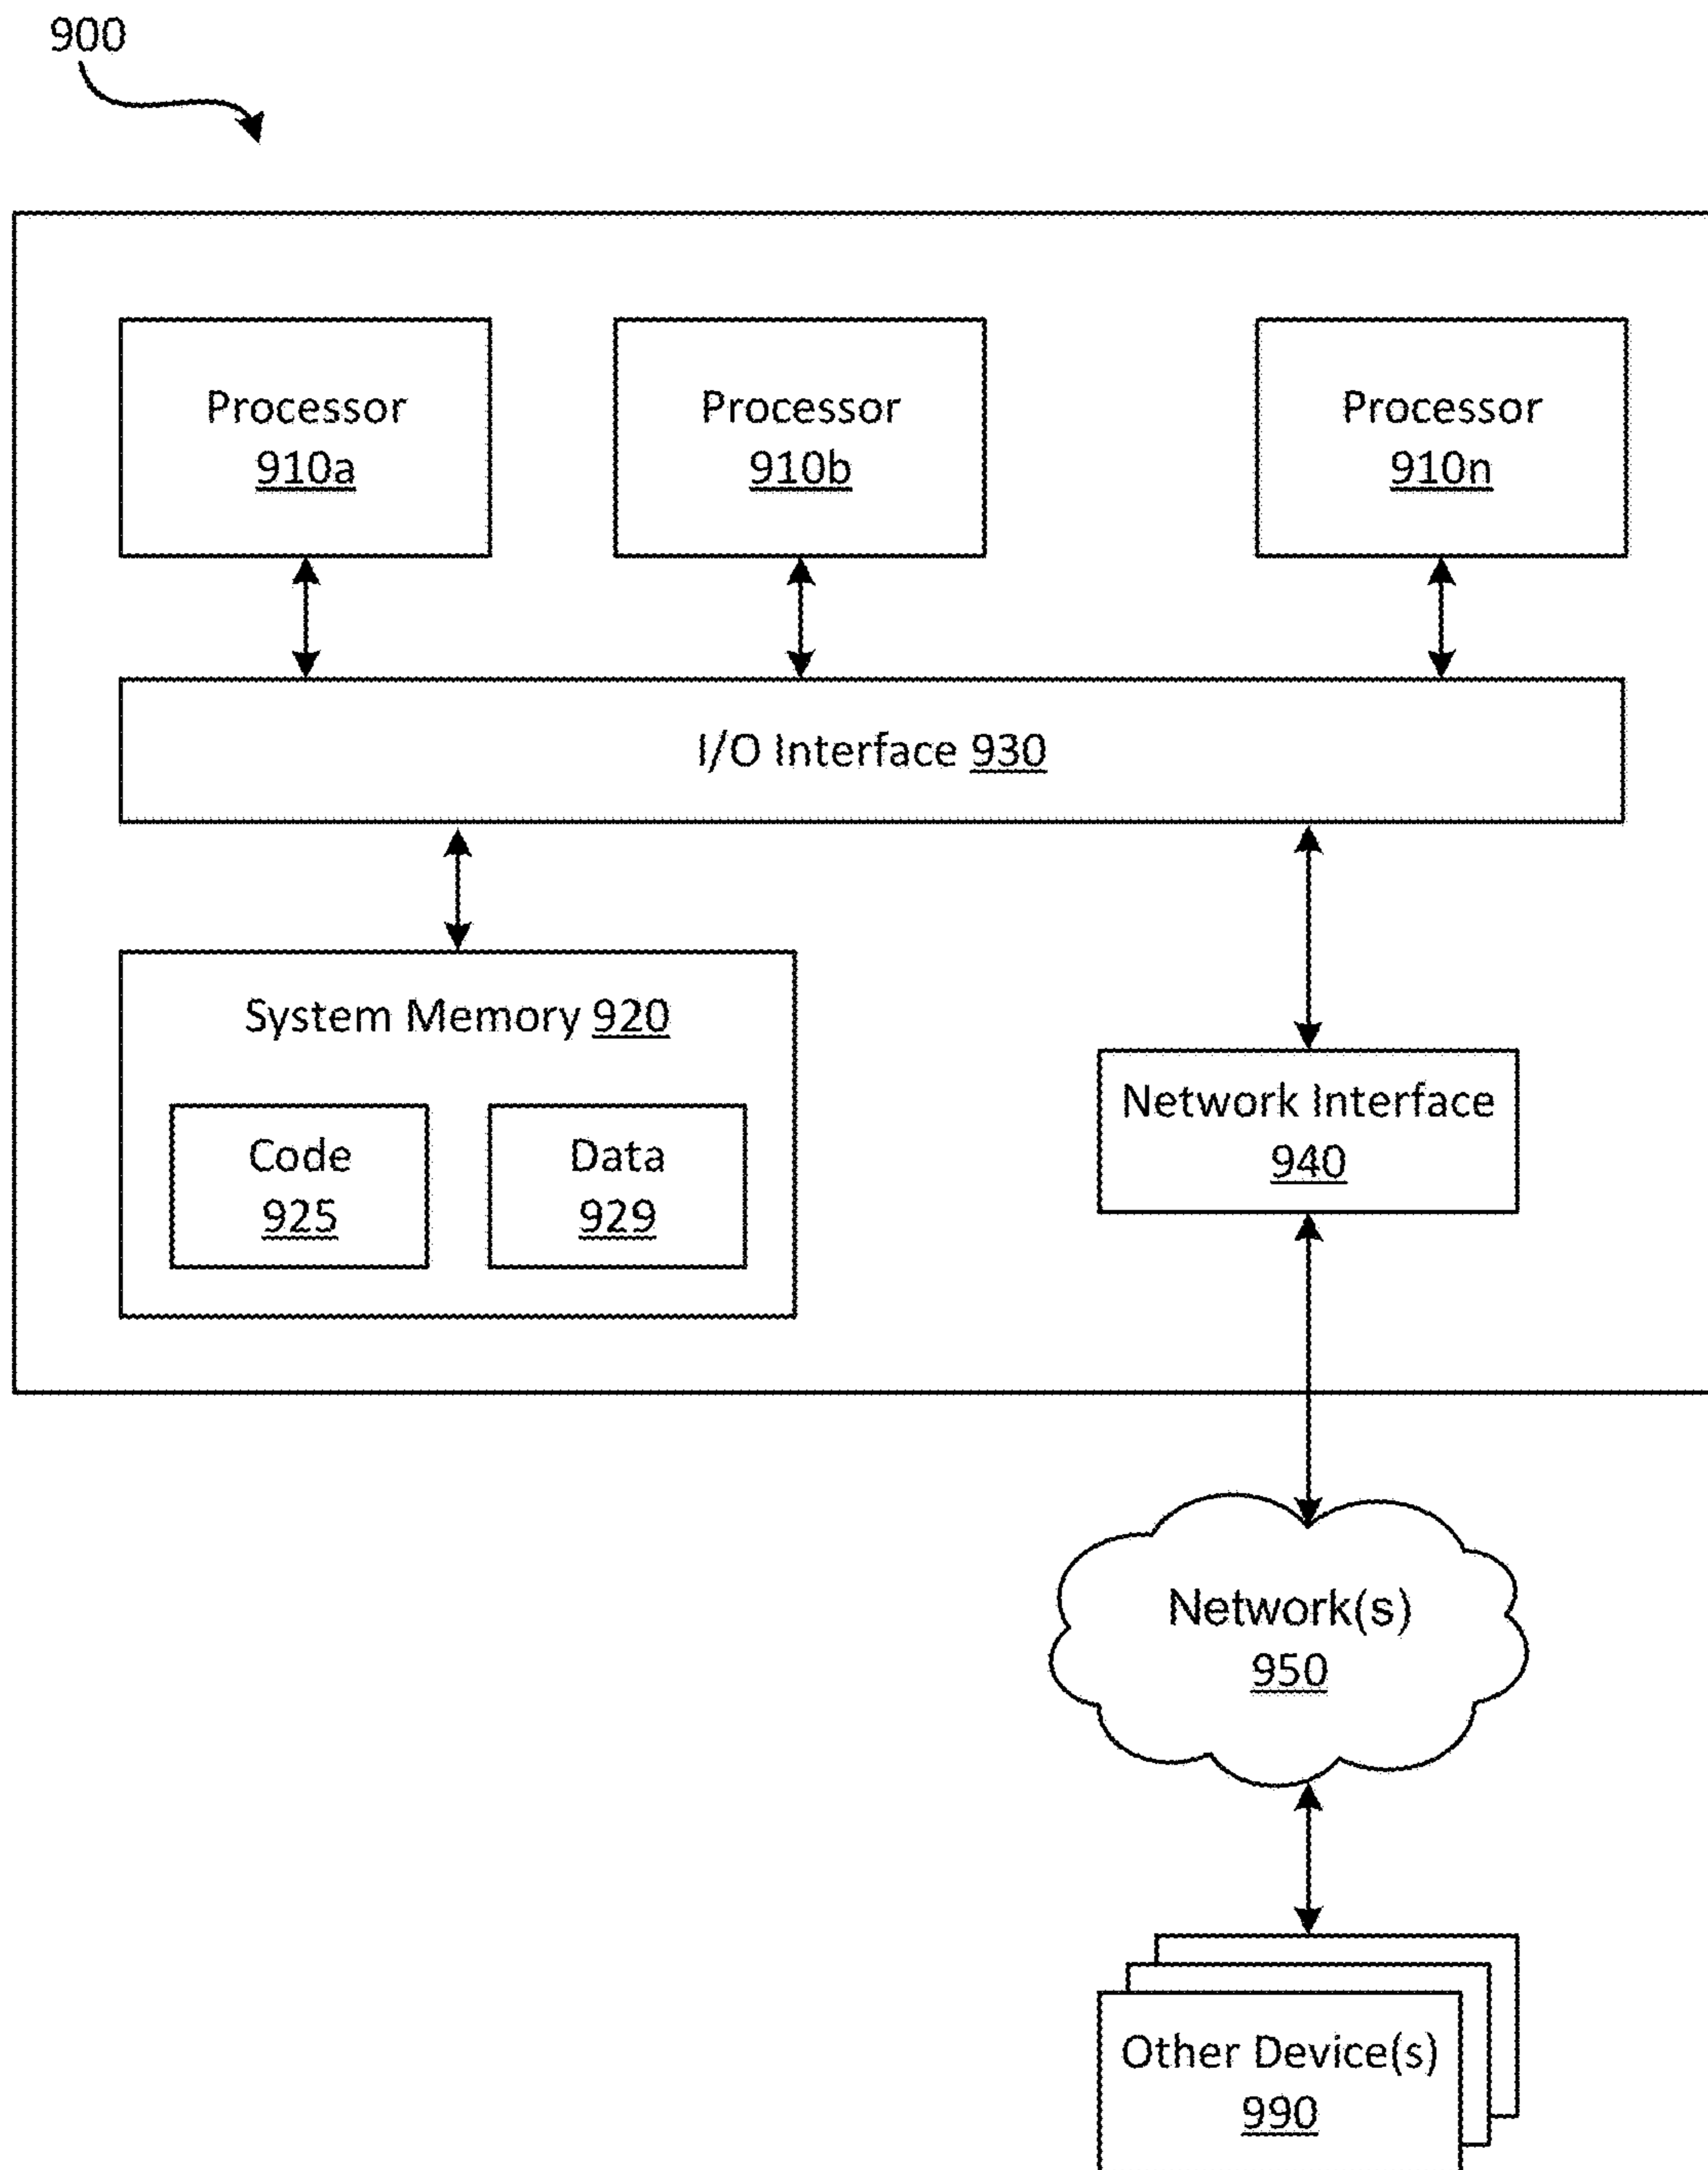 900
Processor
910a
Processor
910b
Processor
910n
I/O Interface 930
System Memory 920
Code
925
Data
929
Network Interface
940
Network(s)
950
Other Device(s)
990